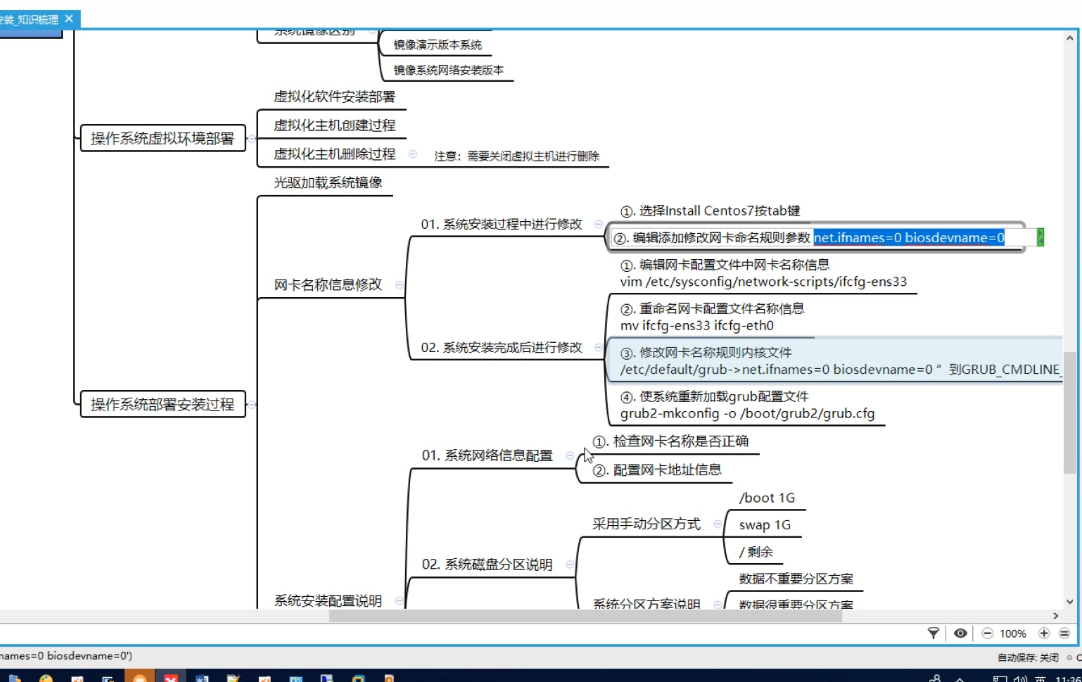 装_知识梳理 ×
系统镜像区别
镜像演示版本系统
镜像系统网络安装版本
操作系统虚拟环境部署
虚拟化软件安装部署
虚拟化主机创建过程
虚拟化主机删除过程
注意：需要关闭虚拟主机进行删除
操作系统部署安装过程
光驱加载系统镜像
网卡名称信息修改
01. 系统安装过程中进行修改
①. 选择Install Centos7按tab键
②. 编辑添加修改网卡命名规则参数 net.ifnames=0 biosdevname=0
02. 系统安装完成后进行修改
①. 编辑网卡配置文件中网卡名称信息
vim /etc/sysconfig/network-scripts/ifcfg-ens33
②. 重命名网卡配置文件名称信息
mv ifcfg-ens33 ifcfg-eth0
③. 修改网卡名称规则内核文件
/etc/default/grub->net.ifnames=0 biosdevname=0 “ 到GRUB_CMDLINE_
④. 使系统重新加载grub配置文件
grub2-mkconfig -o /boot/grub2/grub.cfg
系统安装配置说明
01. 系统网络信息配置
①. 检查网卡名称是否正确
②. 配置网卡地址信息
02. 系统磁盘分区说明
采用手动分区方式
/boot 1G
swap 1G
/ 剩余
系统分区方案说明
数据不重要分区方案
数据很重要分区方案
100%
names=0 biosdevname=0')
自动保存: 关闭
英
11:36